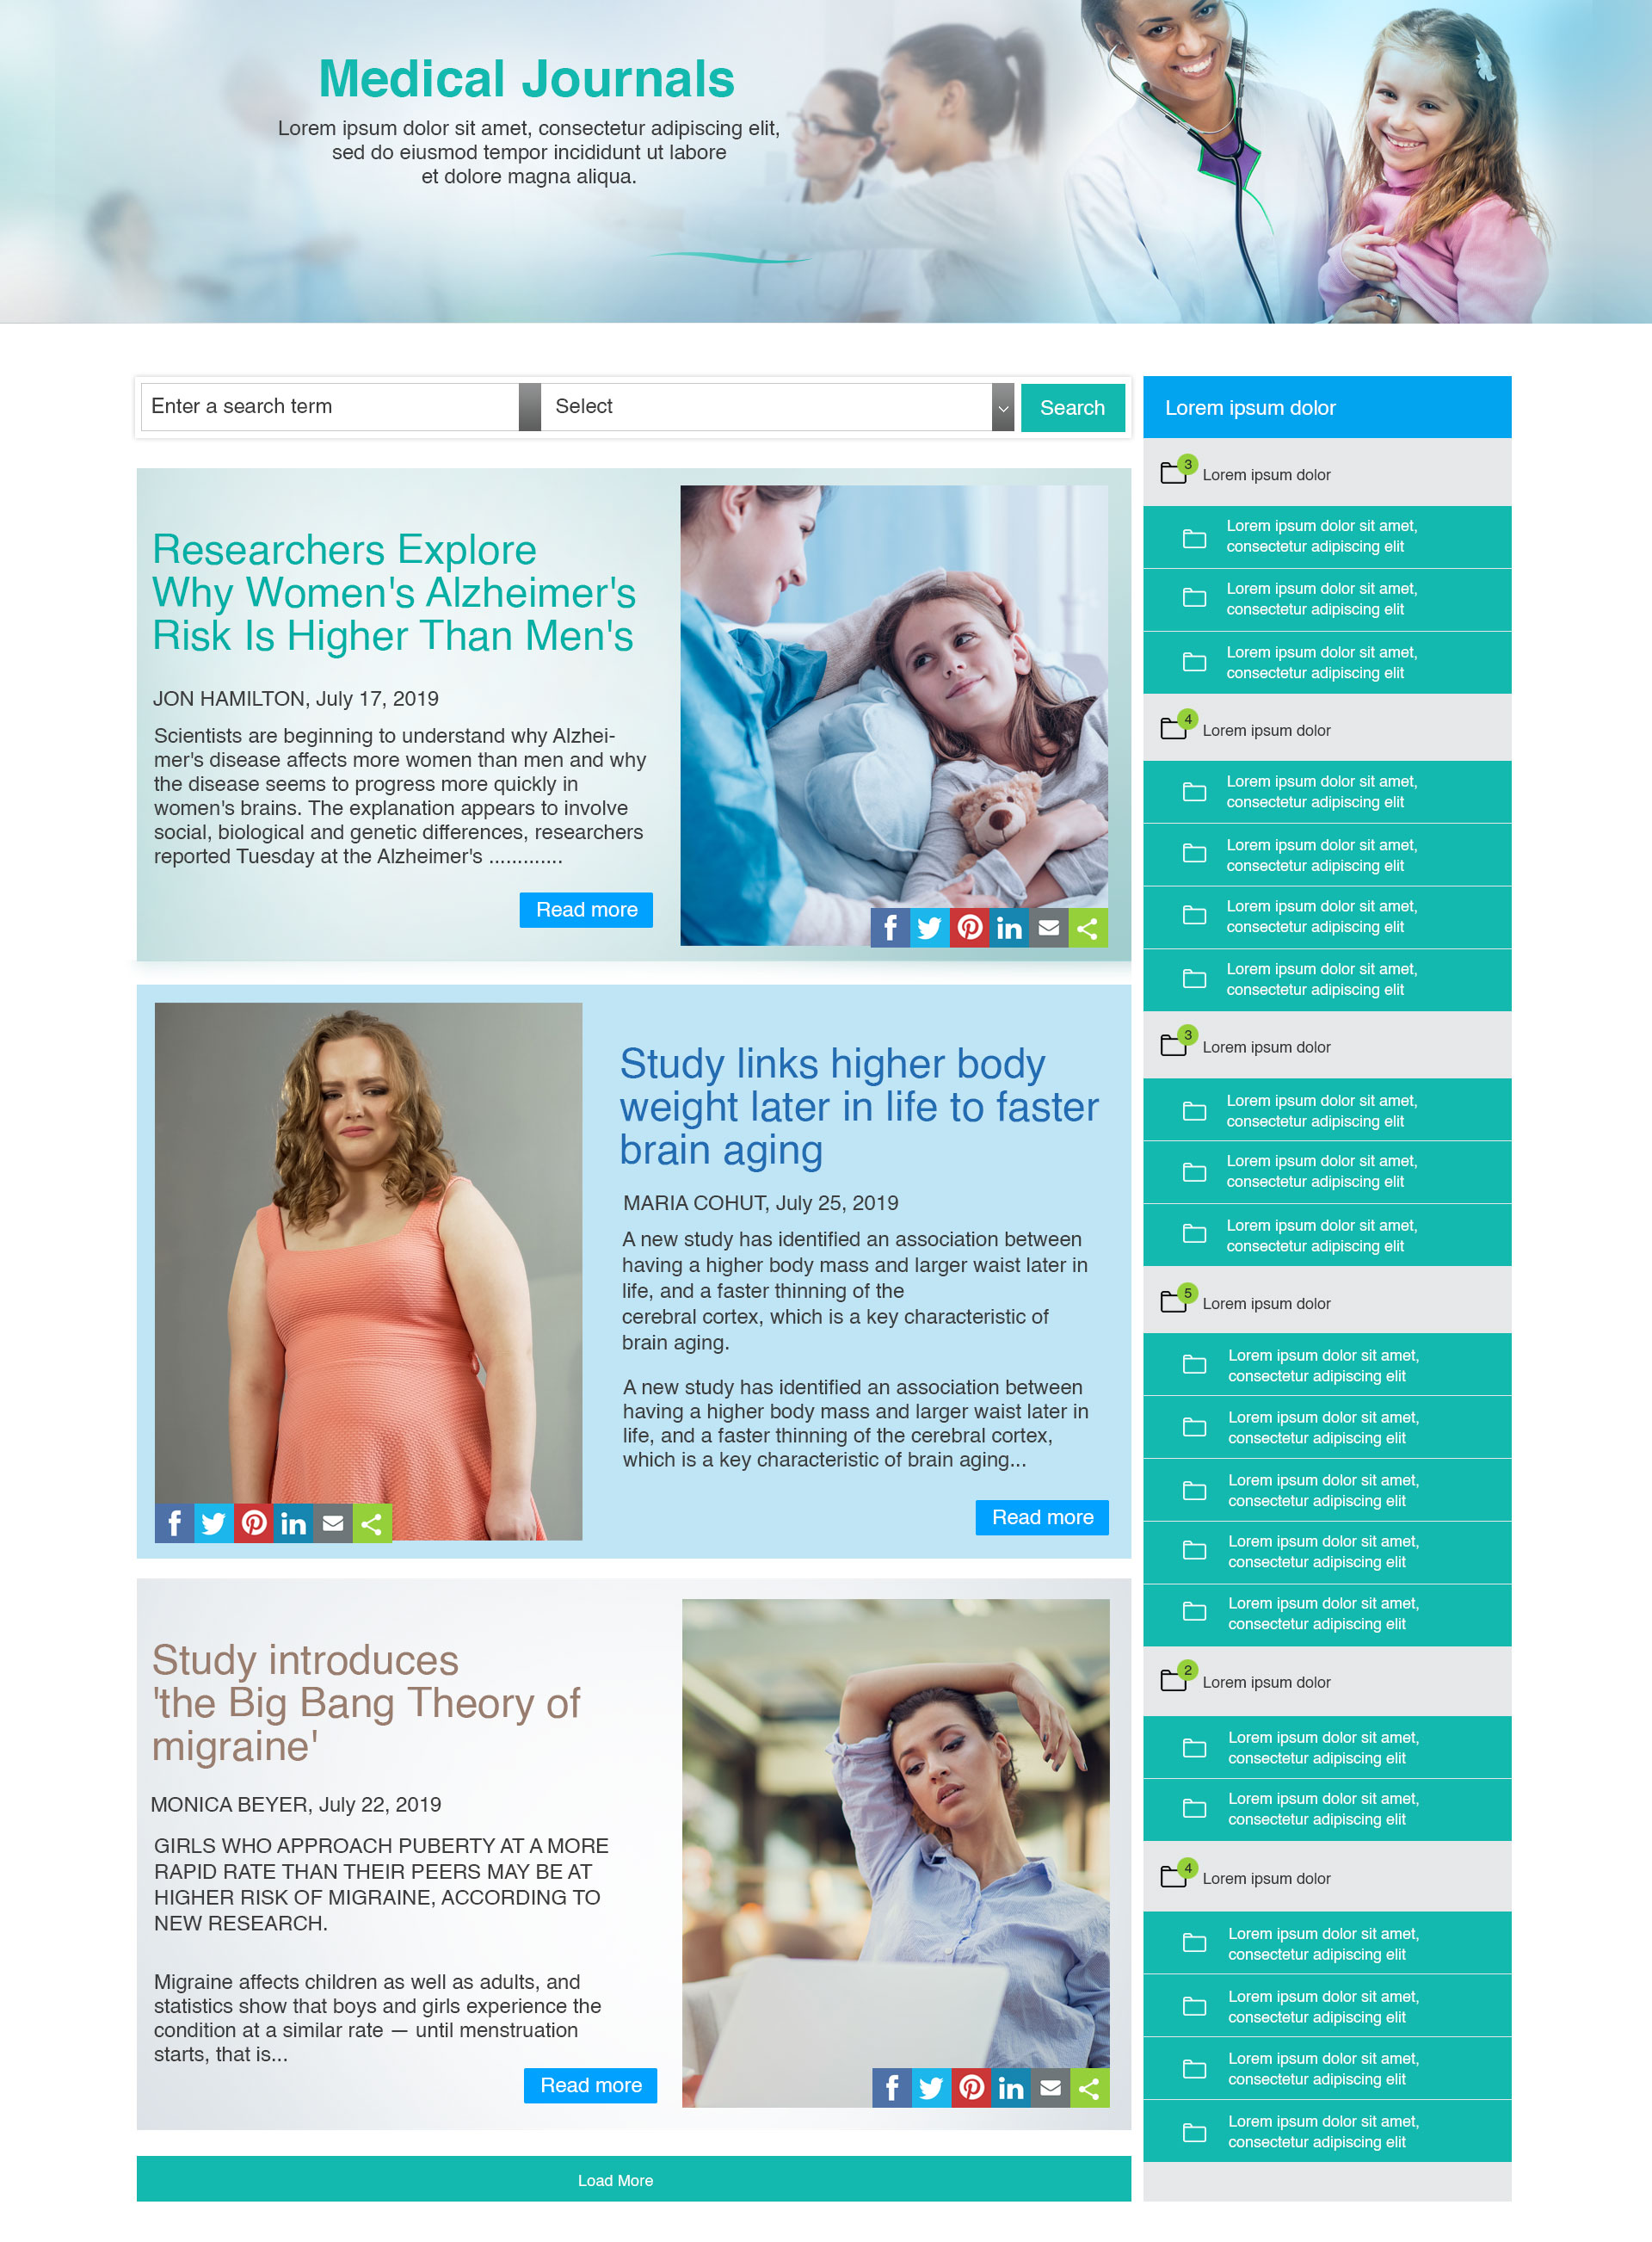 Medical Journals
Lorem ipsum dolor sit amet, consectetur adipiscing elit,
sed do eiusmod tempor incididunt ut labore
et dolore magna aliqua.
Enter a search term
Select
Search
Researchers Explore
Why Women's Alzheimer's
Risk Is Higher Than Men's
JON HAMILTON, July 17, 2019
Scientists are beginning to understand why Alzhei-
mer's disease affects more women than men and why
the disease seems to progress more quickly in
women's brains. The explanation appears to involve
social, biological and genetic differences, researchers
reported Tuesday at the Alzheimer's .............
Read more
Study links higher body
weight later in life to faster
brain aging
MARIA COHUT, July 25, 2019
A new study has identified an association between
having a higher body mass and larger waist later in
life, and a faster thinning of the
cerebral cortex, which is a key characteristic of
brain aging.
A new study has identified an association between
having a higher body mass and larger waist later in
life, and a faster thinning of the cerebral cortex,
which is a key characteristic of brain aging...
Read more
Study introduces
'the Big Bang Theory of
migraine'
MONICA BEYER, July 22, 2019
GIRLS WHO APPROACH PUBERTY AT A MORE
RAPID RATE THAN THEIR PEERS MAY BE AT
HIGHER RISK OF MIGRAINE, ACCORDING TO
NEW RESEARCH.
Migraine affects children as well as adults, and
statistics show that boys and girls experience the
condition at a similar rate — until menstruation
starts, that is...
Read more
Load More
Lorem ipsum dolor
3
Lorem ipsum dolor
Lorem ipsum dolor sit amet,
consectetur adipiscing elit
Lorem ipsum dolor sit amet,
consectetur adipiscing elit
Lorem ipsum dolor sit amet,
consectetur adipiscing elit
4
Lorem ipsum dolor
Lorem ipsum dolor sit amet,
consectetur adipiscing elit
Lorem ipsum dolor sit amet,
consectetur adipiscing elit
Lorem ipsum dolor sit amet,
consectetur adipiscing elit
Lorem ipsum dolor sit amet,
consectetur adipiscing elit
3
Lorem ipsum dolor
Lorem ipsum dolor sit amet,
consectetur adipiscing elit
Lorem ipsum dolor sit amet,
consectetur adipiscing elit
Lorem ipsum dolor sit amet,
consectetur adipiscing elit
5
Lorem ipsum dolor
Lorem ipsum dolor sit amet,
consectetur adipiscing elit
Lorem ipsum dolor sit amet,
consectetur adipiscing elit
Lorem ipsum dolor sit amet,
consectetur adipiscing elit
Lorem ipsum dolor sit amet,
consectetur adipiscing elit
Lorem ipsum dolor sit amet,
consectetur adipiscing elit
2
Lorem ipsum dolor
Lorem ipsum dolor sit amet,
consectetur adipiscing elit
Lorem ipsum dolor sit amet,
consectetur adipiscing elit
4
Lorem ipsum dolor
Lorem ipsum dolor sit amet,
consectetur adipiscing elit
Lorem ipsum dolor sit amet,
consectetur adipiscing elit
Lorem ipsum dolor sit amet,
consectetur adipiscing elit
Lorem ipsum dolor sit amet,
consectetur adipiscing elit